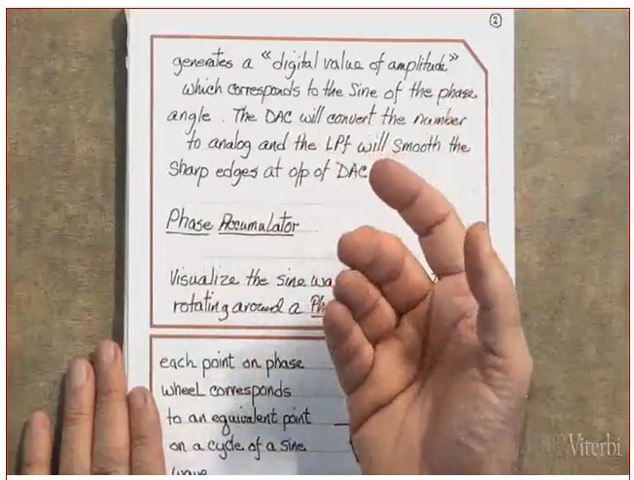 ②
generates a “digital value of amplitude”
which corresponds to the sine of the phase
angle. The DAC will convert the number
to analog and the LPf will smooth the
sharp edges at o/p of DAC
Phase Accumulator
Visualize the sine
rotating around a
each point on phase
wheel corresponds
to an equivalent point
on a cycle of a sine
wave
Viterbi